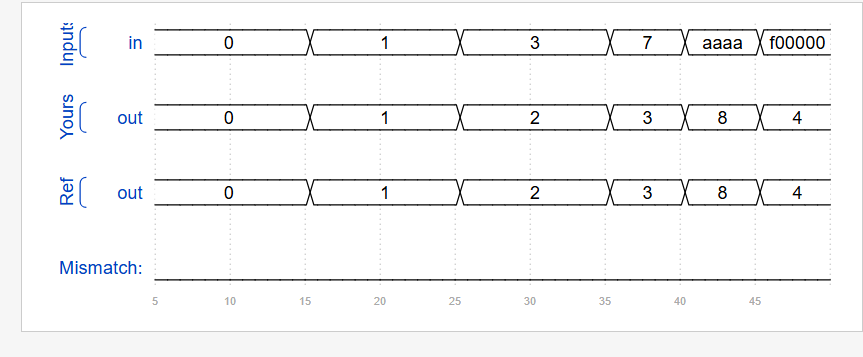 Inputs in 0 1 3 7 aaaa f00000
Yours out 0 1 2 3 8 4
Ref out 0 1 2 3 8 4
Mismatch:
5 10 15 20 25 30 35 40 45